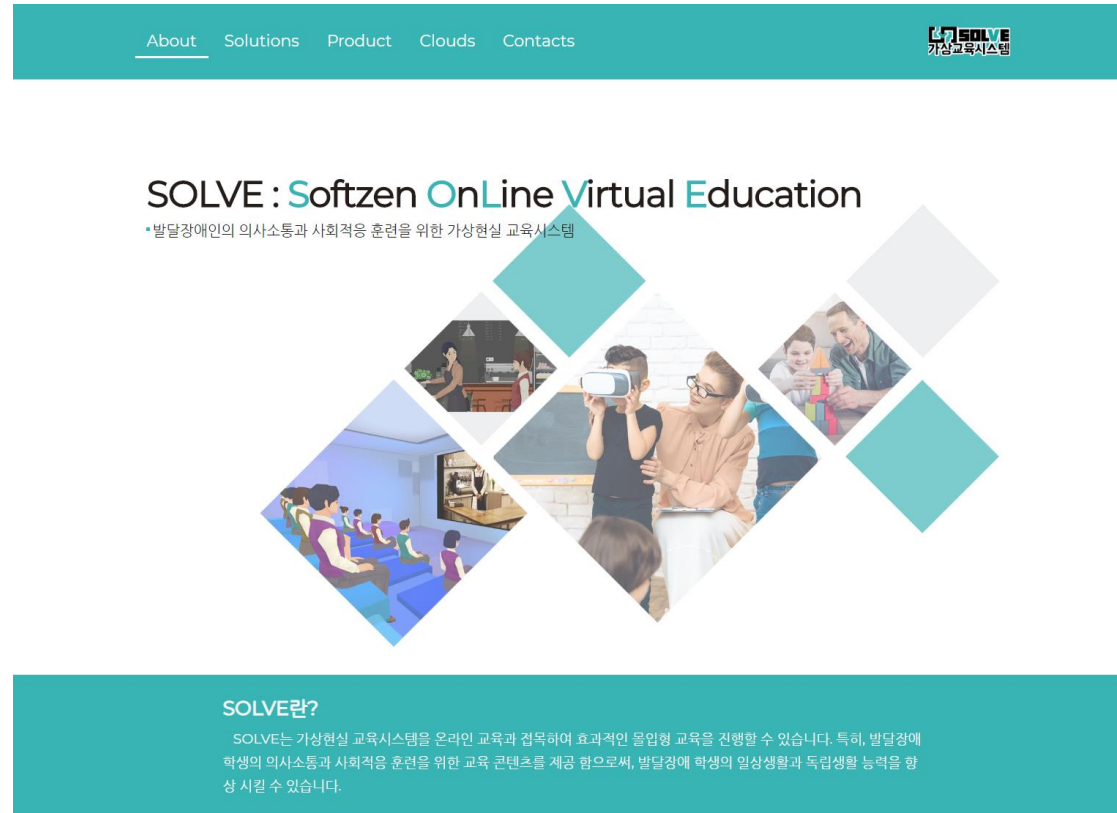 About Solutions Product Clouds Contacts
SOLVE
가상교육시스템
SOLVE : Softzen OnLine Virtual Education
발달장애인의 의사소통과 사회적응 훈련을 위한 가상현실 교육시스템
SOLVE란?
SOLVE는 가상현실 교육시스템을 온라인 교육과 접목하여 효과적인 몰입형 교육을 진행할 수 있습니다. 특히, 발달장애
학생의 의사소통과 사회적응 훈련을 위한 교육 콘텐츠를 제공 함으로써, 발달장애 학생의 일상생활과 독립생활 능력을 향
상 시킬 수 있습니다.